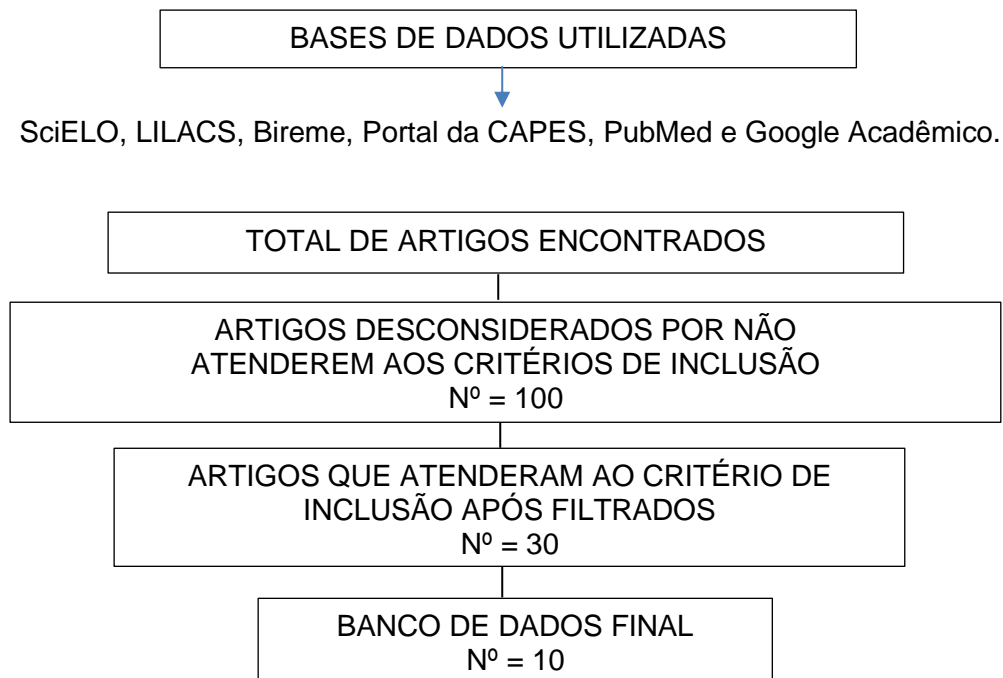 BASES DE DADOS UTILIZADAS
SciELO, LILACS, Bireme, Portal da CAPES, PubMed e Google Acadêmico.
TOTAL DE ARTIGOS ENCONTRADOS
ARTIGOS DESCONSIDERADOS POR NÃO
ATENDEREM AOS CRITÉRIOS DE INCLUSÃO
Nº = 100
ARTIGOS QUE ATENDERAM AO CRITÉRIO DE
INCLUSÃO APÓS FILTRADOS
Nº = 30
BANCO DE DADOS FINAL
Nº = 10